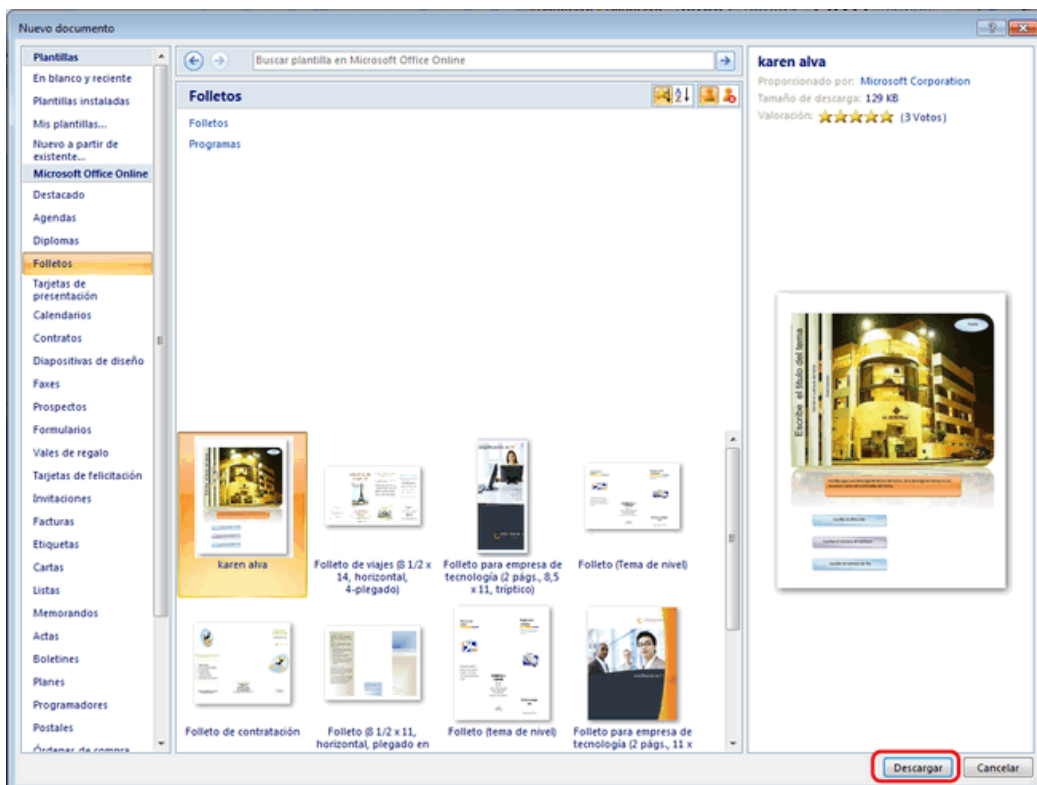 Nuevo documento
Plantillas
En blanco y reciente
Plantillas instaladas
Mis plantillas...
Nuevo a partir de
existente...
Microsoft Office Online
Destacado
Agendas
Diplomas
Folletos
Tarjetas de
presentación
Calendarios
Contratos
Diapositivas de diseño
Faxes
Prospectos
Formularios
Vales de regalo
Tarjetas de felicitación
Invitaciones
Facturas
Etiquetas
Cartas
Listas
Memorandos
Actas
Boletines
Planes
Programadores
Postales
Órdenes de compra
Buscar plantilla en Microsoft Office Online
Folletos
Folletos
Programas
karen alva
Folleto de viajes (8 1/2 x
14, horizontal,
4-plegado)
Folleto para empresa de
tecnología (2 págs., 8,5
x 11, tríptico)
Folleto (Tema de nivel)
Folleto de contratación
Folleto (8 1/2 x 11,
horizontal, plegado en
Folleto (tema de nivel)
Folleto para empresa de
tecnología (2 págs., 11 x
karen alva
Proporcionado por: Microsoft Corporation
Tamaño de descarga: 129 KB
Valoración: (3 Votos)
Escribe el título del tema
Descargar
Cancelar